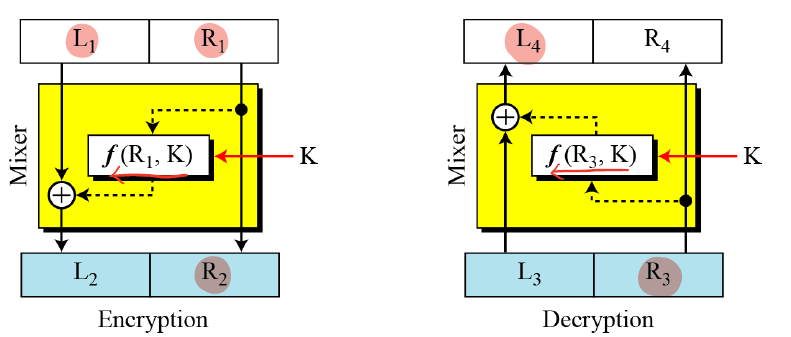 L1 R1
Mixer
f(R1, K)
K
L2 R2
Encryption
L4 R4
Mixer
f(R3, K)
K
L3 R3
Decryption